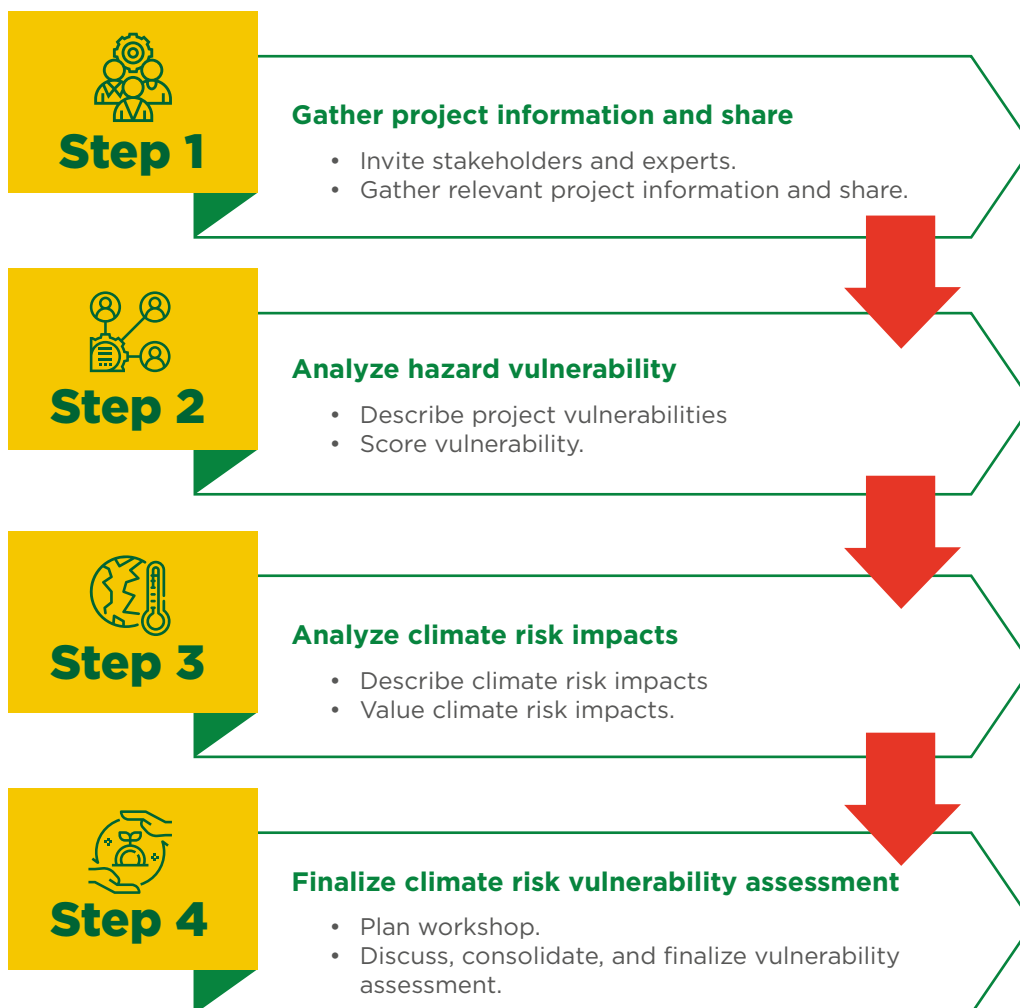 Step 1
Gather project information and share
• Invite stakeholders and experts.
• Gather relevant project information and share.
Step 2
Analyze hazard vulnerability
• Describe project vulnerabilities
• Score vulnerability.
Step 3
Analyze climate risk impacts
• Describe climate risk impacts
• Value climate risk impacts.
Step 4
Finalize climate risk vulnerability assessment
• Plan workshop.
• Discuss, consolidate, and finalize vulnerability
assessment.